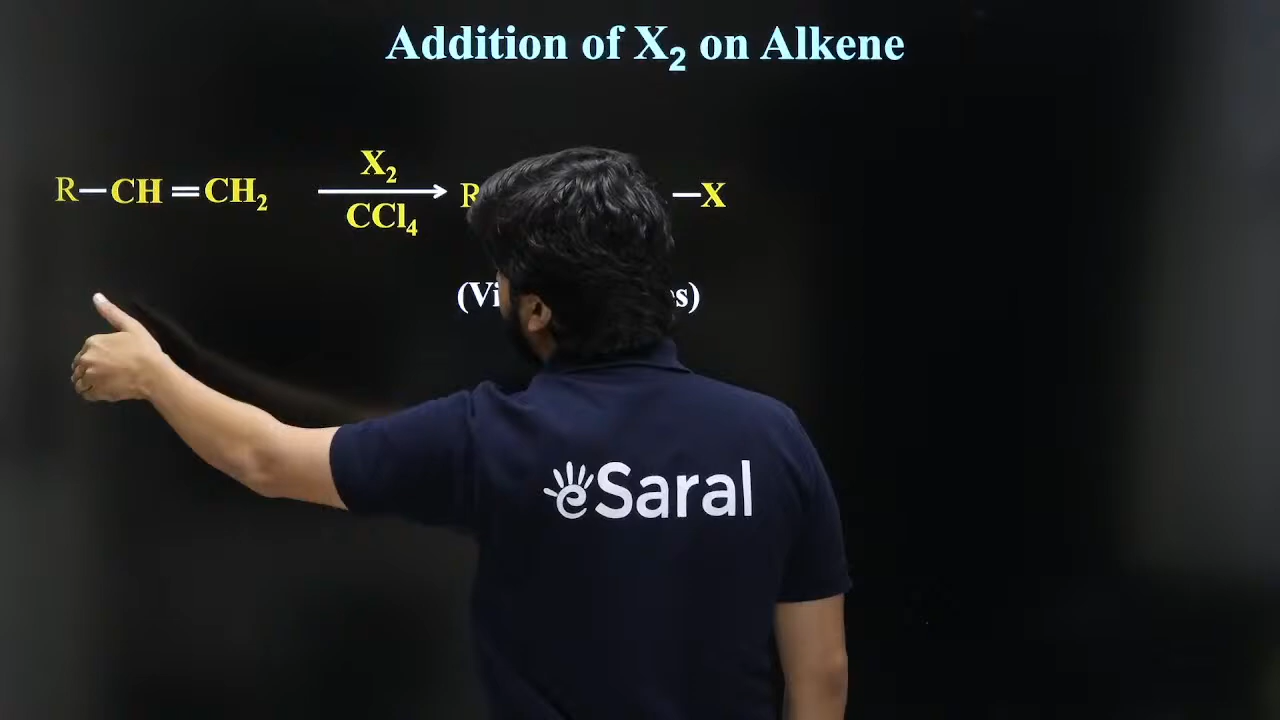 Addition of X₂ on Alkene
R–CH=CH₂ X₂ CCl₄ → R –X
(Vi s)
eSaral